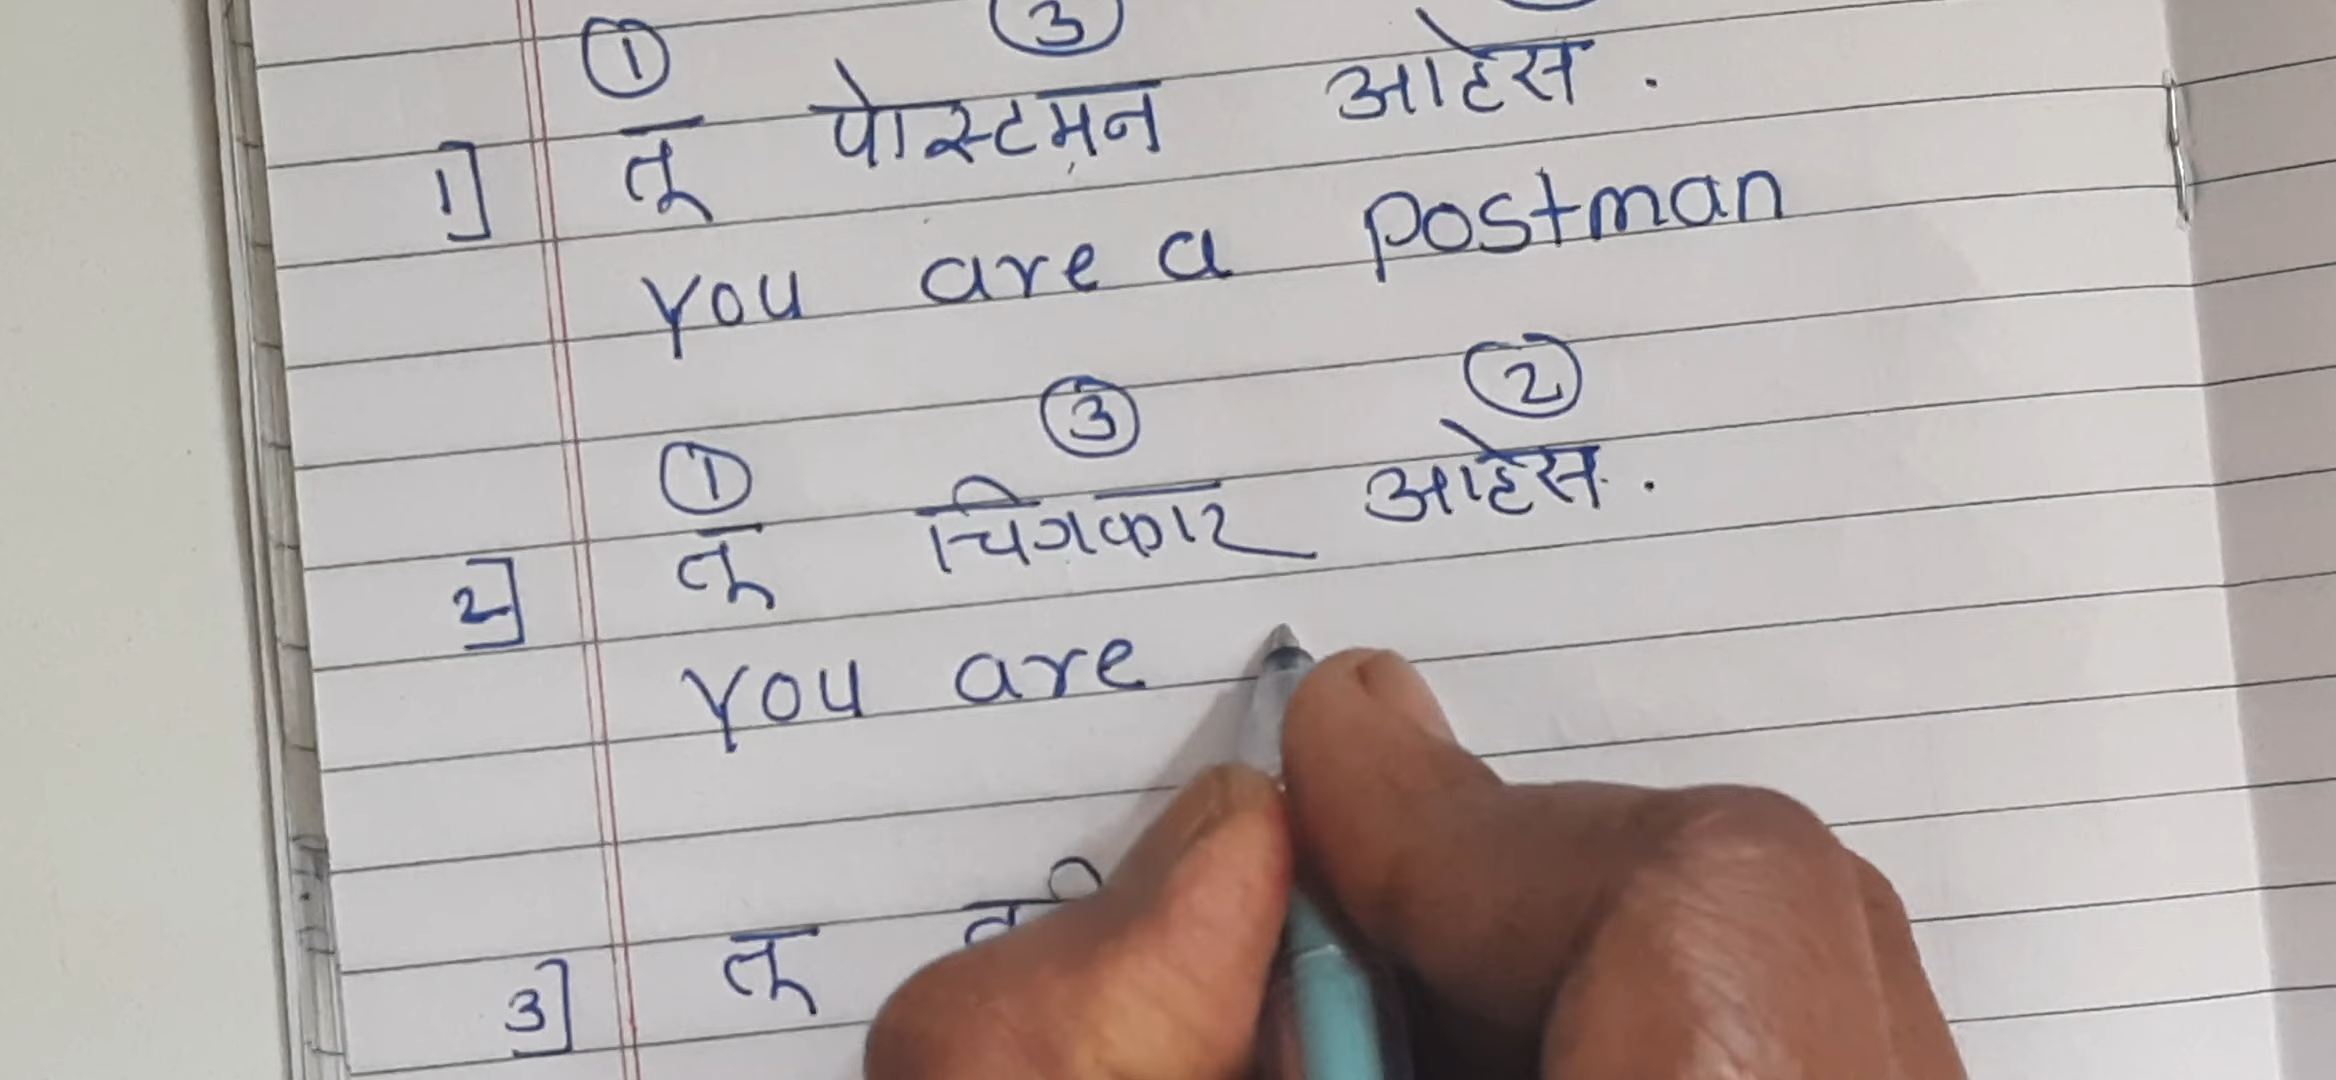 ① ③
1] तू पोस्टमन आहेस.
you are a postman
① ③ ②
2] तू चित्रकार आहेस.
you are
3] तू